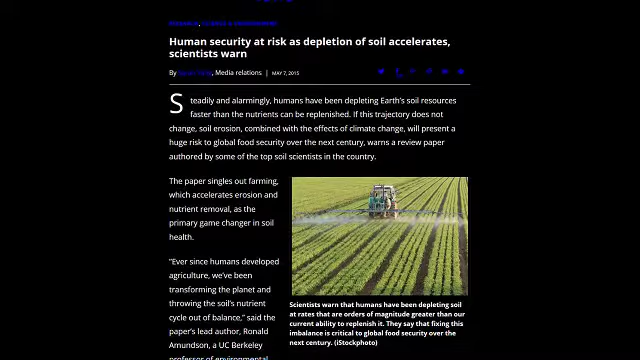 Human security at risk as depletion of soil accelerates,
scientists warn
By , Media relations | MAY 7, 2015
Steadily and alarmingly, humans have been depleting Earth's soil resources
faster than the nutrients can be replenished. If this trajectory does not
change, soil erosion, combined with the effects of climate change, will present a
huge risk to global food security over the next century, warns a review paper
authored by some of the top soil scientists in the country.
The paper singles out farming,
which accelerates erosion and
nutrient removal, as the
primary game changer in soil
health.
“Ever since humans developed
agriculture, we've been
transforming the planet and
throwing the soil's nutrient
cycle out of balance,” said the
paper's lead author, Ronald
Amundson, a UC Berkeley
professor of environmental
Scientists warn that humans have been depleting soil
at rates that are orders of magnitude greater than our
current ability to replenish it. They say that fixing this
imbalance is critical to global food security over the
next century. (iStockphoto)